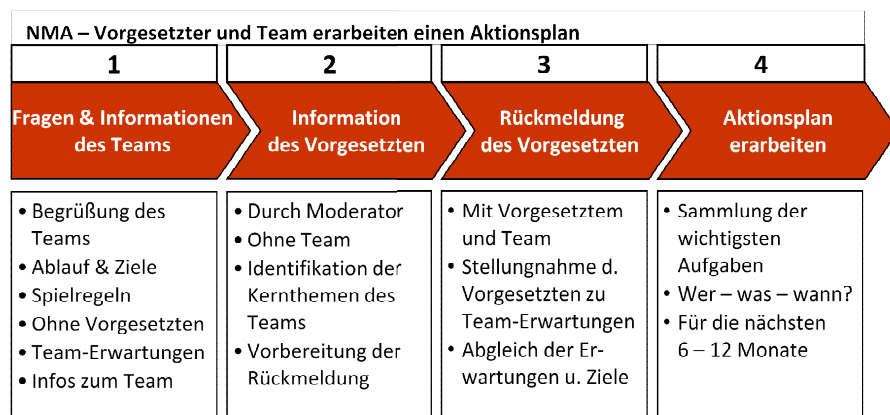 NMA – Vorgesetzter und Team erarbeiten einen Aktionsplan
1
2
3
4
Fragen & Informationen
des Teams
Information
des Vorgesetzten
Rückmeldung
des Vorgesetzten
Aktionsplan
erarbeiten
• Begrüßung des
Teams
• Ablauf & Ziele
• Spielregeln
• Ohne Vorgesetzten
• Team-Erwartungen
• Infos zum Team
• Durch Moderator
• Ohne Team
• Identifikation der
Kernthemen des
Teams
• Vorbereitung der
Rückmeldung
• Mit Vorgesetztem
und Team
• Stellungnahme d.
Vorgesetzten zu
Team-Erwartungen
• Abgleich der Er-
wartungen u. Ziele
• Sammlung der
wichtigsten
Aufgaben
• Wer – was – wann?
• Für die nächsten
6 – 12 Monate